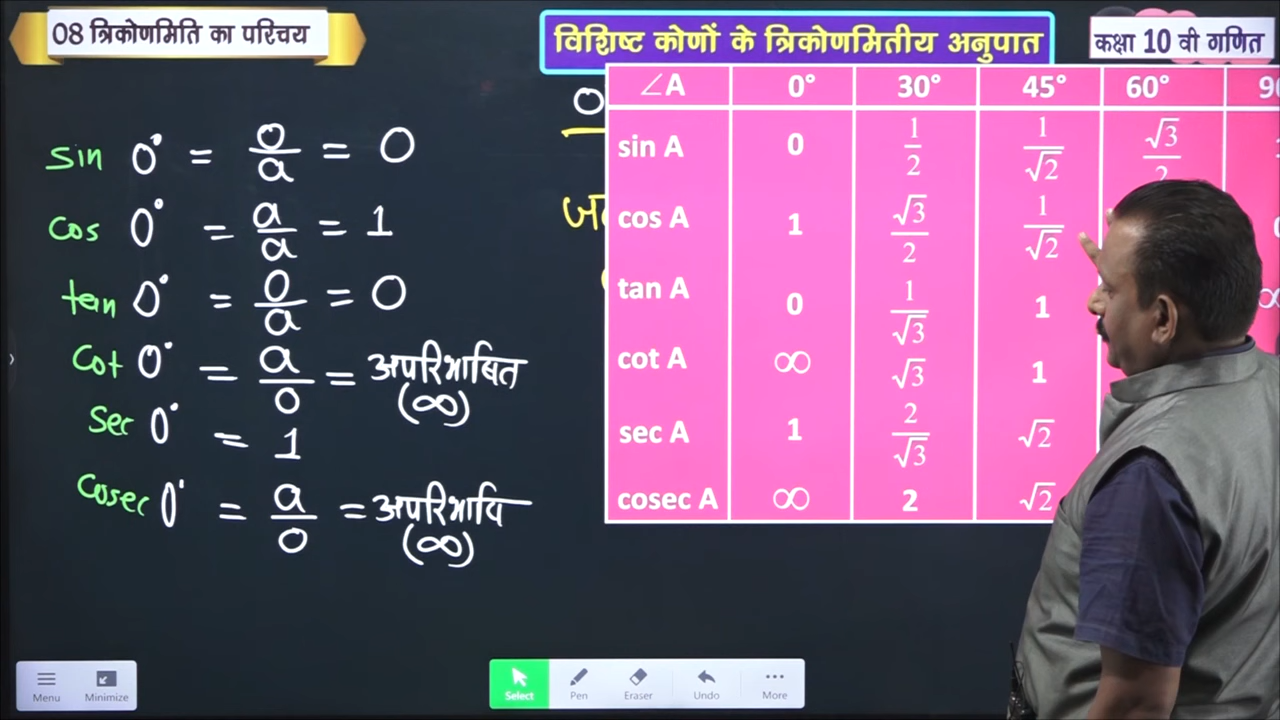 08 त्रिकोणमिति का परिचय
विशिष्ट कोणों के त्रिकोणमितीय अनुपात
कक्षा 10 वी गणित
sin 0° = 0/a = 0
cos 0° = a/a = 1
tan 0° = 0/a = 0
cot 0° = a/0 = अपरिभाषित
(∞)
Sec 0° = 1
Cosec 0° = a/0 = अपरिभाषि
(∞)
0
∠A 0° 30° 45° 60°
sin A 0 1/2 1/√2 √3/2
cos A 1 √3/2 1/√2
tan A 0 1/√3 1
cot A ∞ √3 1
sec A 1 2/√3 √2
cosec A ∞ 2 √2
Menu
Minimize
Select
Pen
Eraser
Undo
More